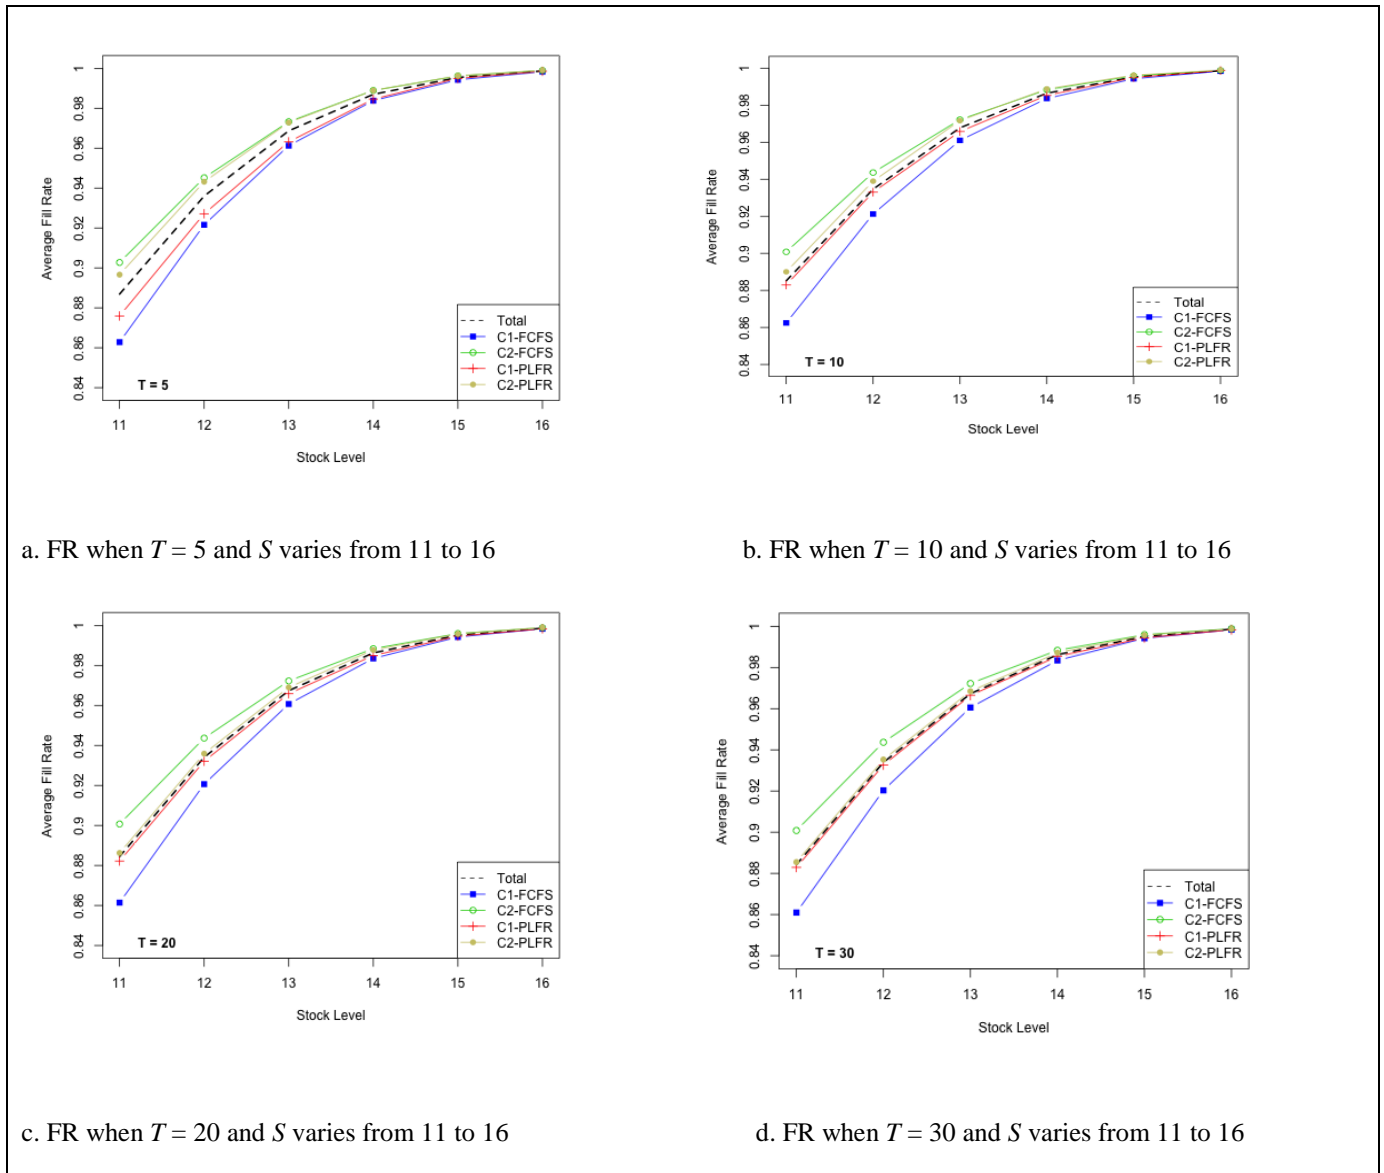 1
0.98
0.96
0.94
0.92
0.9
0.88
0.86
0.84
Average Fill Rate
T = 5
Total
C1-FCFS
C2-FCFS
C1-PLFR
C2-PLFR
11 12 13 14 15 16
Stock Level
1
0.98
0.96
0.94
0.92
0.9
0.88
0.86
0.84
Average Fill Rate
T = 10
Total
C1-FCFS
C2-FCFS
C1-PLFR
C2-PLFR
11 12 13 14 15 16
Stock Level
a. FR when T = 5 and S varies from 11 to 16
b. FR when T = 10 and S varies from 11 to 16
1
0.98
0.96
0.94
0.92
0.9
0.88
0.86
0.84
Average Fill Rate
T = 20
Total
C1-FCFS
C2-FCFS
C1-PLFR
C2-PLFR
11 12 13 14 15 16
Stock Level
1
0.98
0.96
0.94
0.92
0.9
0.88
0.86
0.84
Average Fill Rate
T = 30
Total
C1-FCFS
C2-FCFS
C1-PLFR
C2-PLFR
11 12 13 14 15 16
Stock Level
c. FR when T = 20 and S varies from 11 to 16
d. FR when T = 30 and S varies from 11 to 16